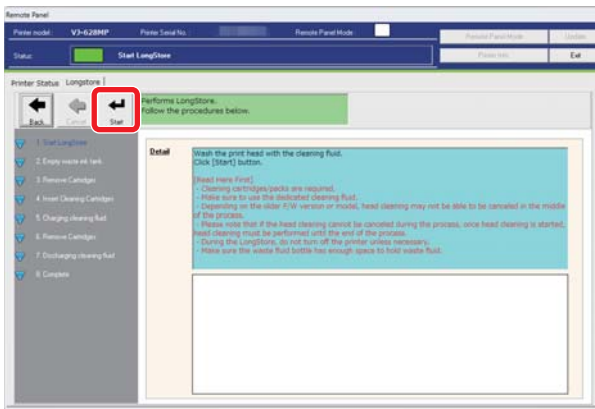 Remote Panel
Printer model: VJ-628MP Printer Serial No. : Remote Panel Mode: Remote Panel Mode Update
Status: Start LongStore Printer Info. Exit
Printer Status Longstore
Back Cancel Start
Performs LongStore.
Follow the procedures below.
1. Start LongStore
2. Empty waste ink tank.
3. Remove Cartridges
4. Insert Cleaning Cartridges
5. Charging cleaning fluid
6. Remove Cartridges
7. Discharging cleaning fluid
8. Complete
Detail
Wash the print head with the cleaning fluid.
Click [Start] button.
[Read Here First]
- Cleaning cartridges/packs are required.
- Make sure to use the dedicated cleaning fluid.
- Depending on the older F/W version or model, head cleaning may not be able to be canceled in the middle
of the process.
- Please note that if the head cleaning cannot be canceled during the process, once head cleaning is started,
head cleaning must be performed until the end of the process.
- During the LongStore, do not turn off the printer unless necessary.
- Make sure the waste fluid bottle has enough space to hold waste fluid.